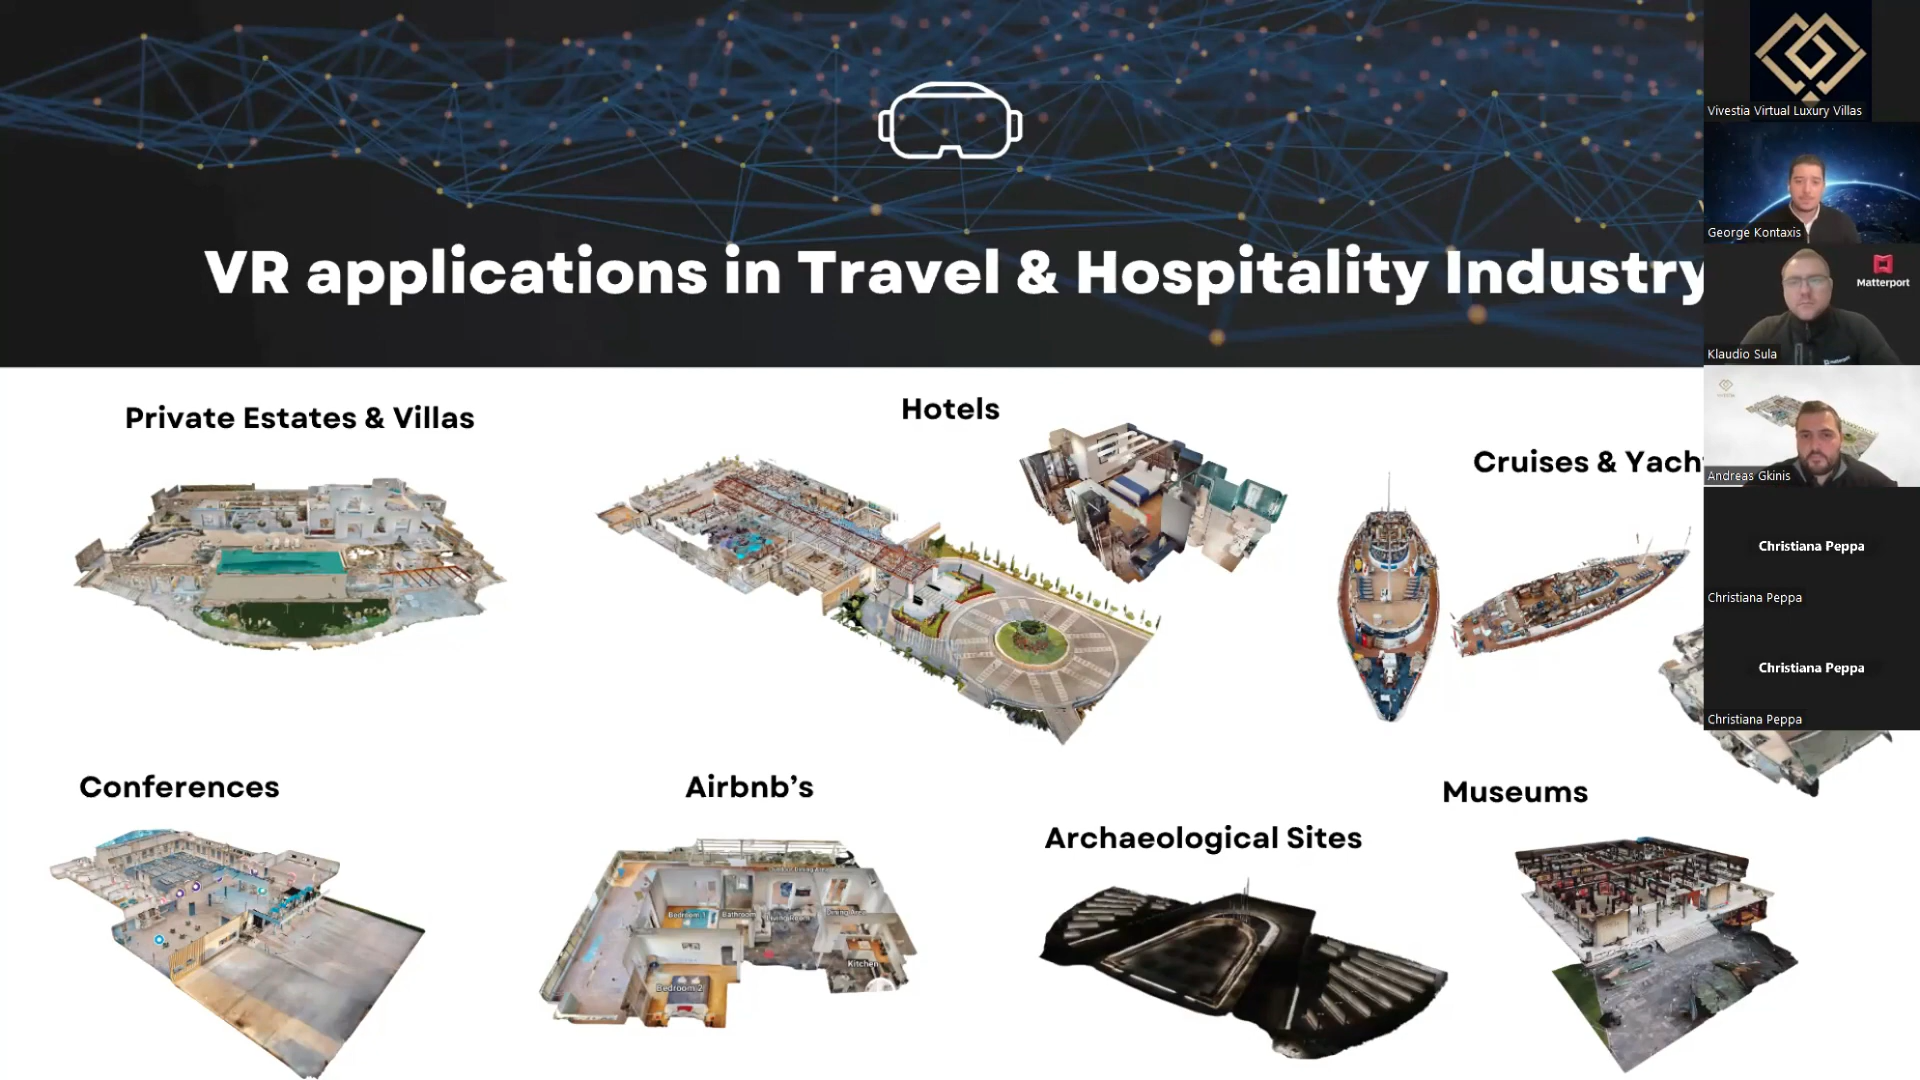 VR applications in Travel & Hospitality Industry
Private Estates & Villas
Hotels
Cruises & Yach
Conferences
Airbnb’s
Archaeological Sites
Museums
Bedroom 1
Bathroom
Kitchen
Bedroom 2
Vivestia Virtual Luxury Villas
George Kontaxis
Matterport
Klaudio Sula
Andreas Gkinis
Christiana Peppa
Christiana Peppa
Christiana Peppa
Christiana Peppa